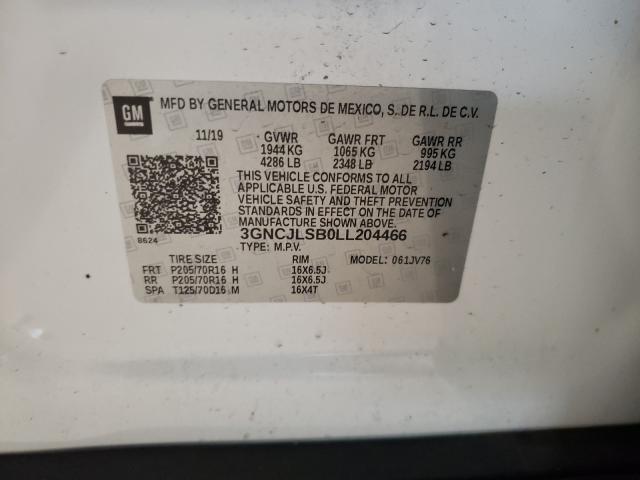 GM
MFD BY GENERAL MOTORS DE MEXICO, S. DE R.L. DE C.V.
11/19 GVWR GAWR FRT GAWR RR
1944 KG 1065 KG 995 KG
4286 LB 2348 LB 2194 LB
THIS VEHICLE CONFORMS TO ALL
APPLICABLE U.S. FEDERAL MOTOR
VEHICLE SAFETY AND THEFT PREVENTION
STANDARDS IN EFFECT ON THE DATE OF
MANUFACTURE SHOWN ABOVE.
8624 3GNCJLSB0LL204466
TYPE: M.P.V.
TIRE SIZE RIM MODEL: 061JV76
FRT P205/70R16 H 16X6.5J
RR P205/70R16 H 16X6.5J
SPA T125/70D16 M 16X4T